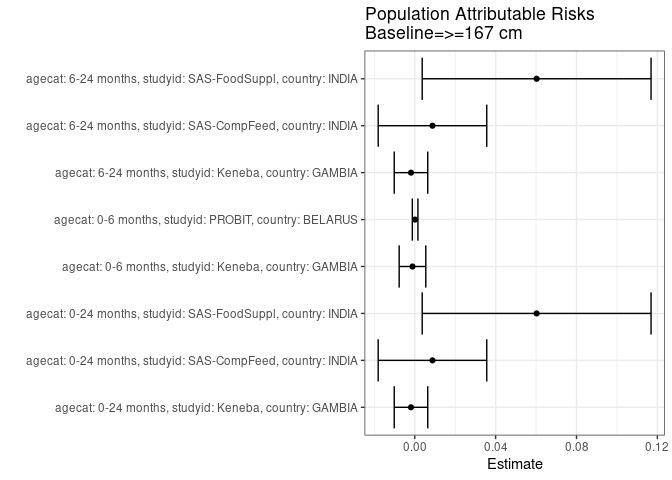 Population Attributable Risks
Baseline=>=167 cm
agecat: 6-24 months, studyid: SAS-FoodSuppl, country: INDIA
agecat: 6-24 months, studyid: SAS-CompFeed, country: INDIA
agecat: 6-24 months, studyid: Keneba, country: GAMBIA
agecat: 0-6 months, studyid: PROBIT, country: BELARUS
agecat: 0-6 months, studyid: Keneba, country: GAMBIA
agecat: 0-24 months, studyid: SAS-FoodSuppl, country: INDIA
agecat: 0-24 months, studyid: SAS-CompFeed, country: INDIA
agecat: 0-24 months, studyid: Keneba, country: GAMBIA
0.00 0.04 0.08 0.12
Estimate